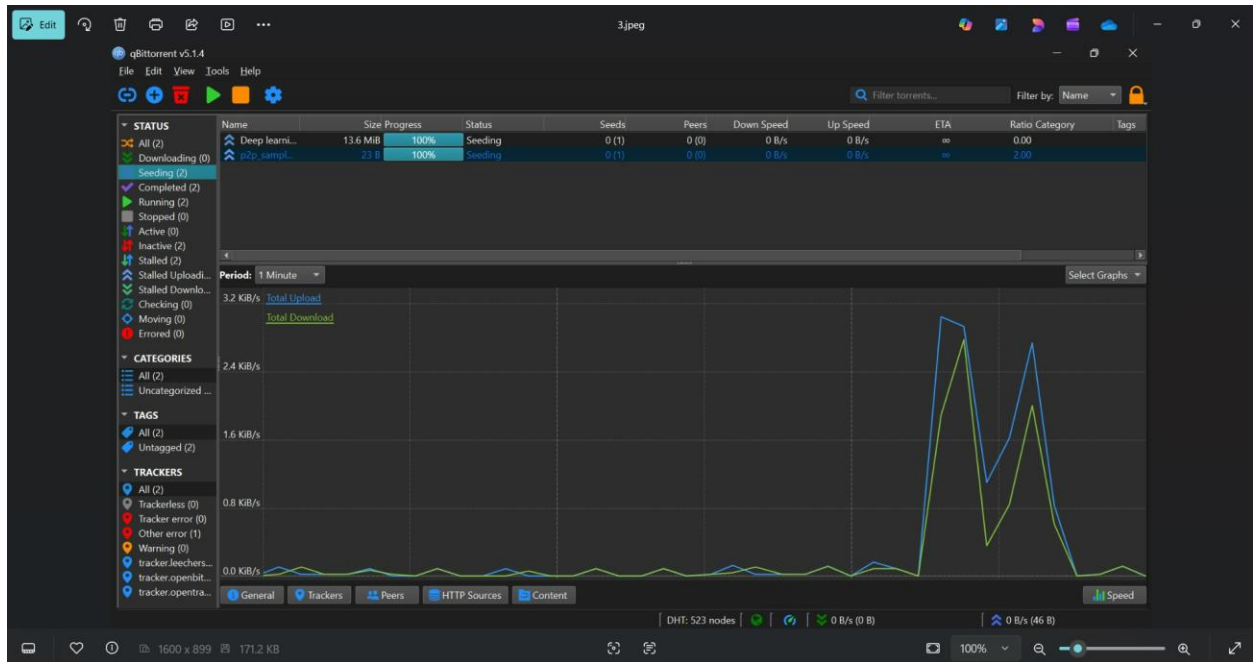 Edit
3.jpeg
qBittorrent v5.1.4
File Edit View Tools Help
Filter torrents...
Filter by: Name
STATUS
All (2)
Downloading (0)
Seeding (2)
Completed (2)
Running (2)
Stopped (0)
Active (0)
Inactive (2)
Stalled (2)
Stalled Uploadi...
Stalled Downlo...
Checking (0)
Moving (0)
Errored (0)
CATEGORIES
All (2)
Uncategorized ...
TAGS
All (2)
Untagged (2)
TRACKERS
All (2)
Trackerless (0)
Tracker error (0)
Other error (1)
Warning (0)
tracker.leechers...
tracker.openbit...
tracker.opentra...
Name Size Progress Status Seeds Peers Down Speed Up Speed ETA Ratio Category Tags
Deep learni... 13.6 MiB 100% Seeding 0 (1) 0 (0) 0 B/s 0 B/s ∞ 0.00
p2p_sampl... 23 B 100% Seeding 0 (1) 0 (0) 0 B/s 0 B/s ∞ 2.00
Period: 1 Minute
Select Graphs
3.2 KiB/s
Total Upload
Total Download
2.4 KiB/s
1.6 KiB/s
0.8 KiB/s
0.0 KiB/s
General Trackers Peers HTTP Sources Content Speed
DHT: 523 nodes 0 B/s (0 B) 0 B/s (46 B)
1600 x 899 171.2 KB 100%